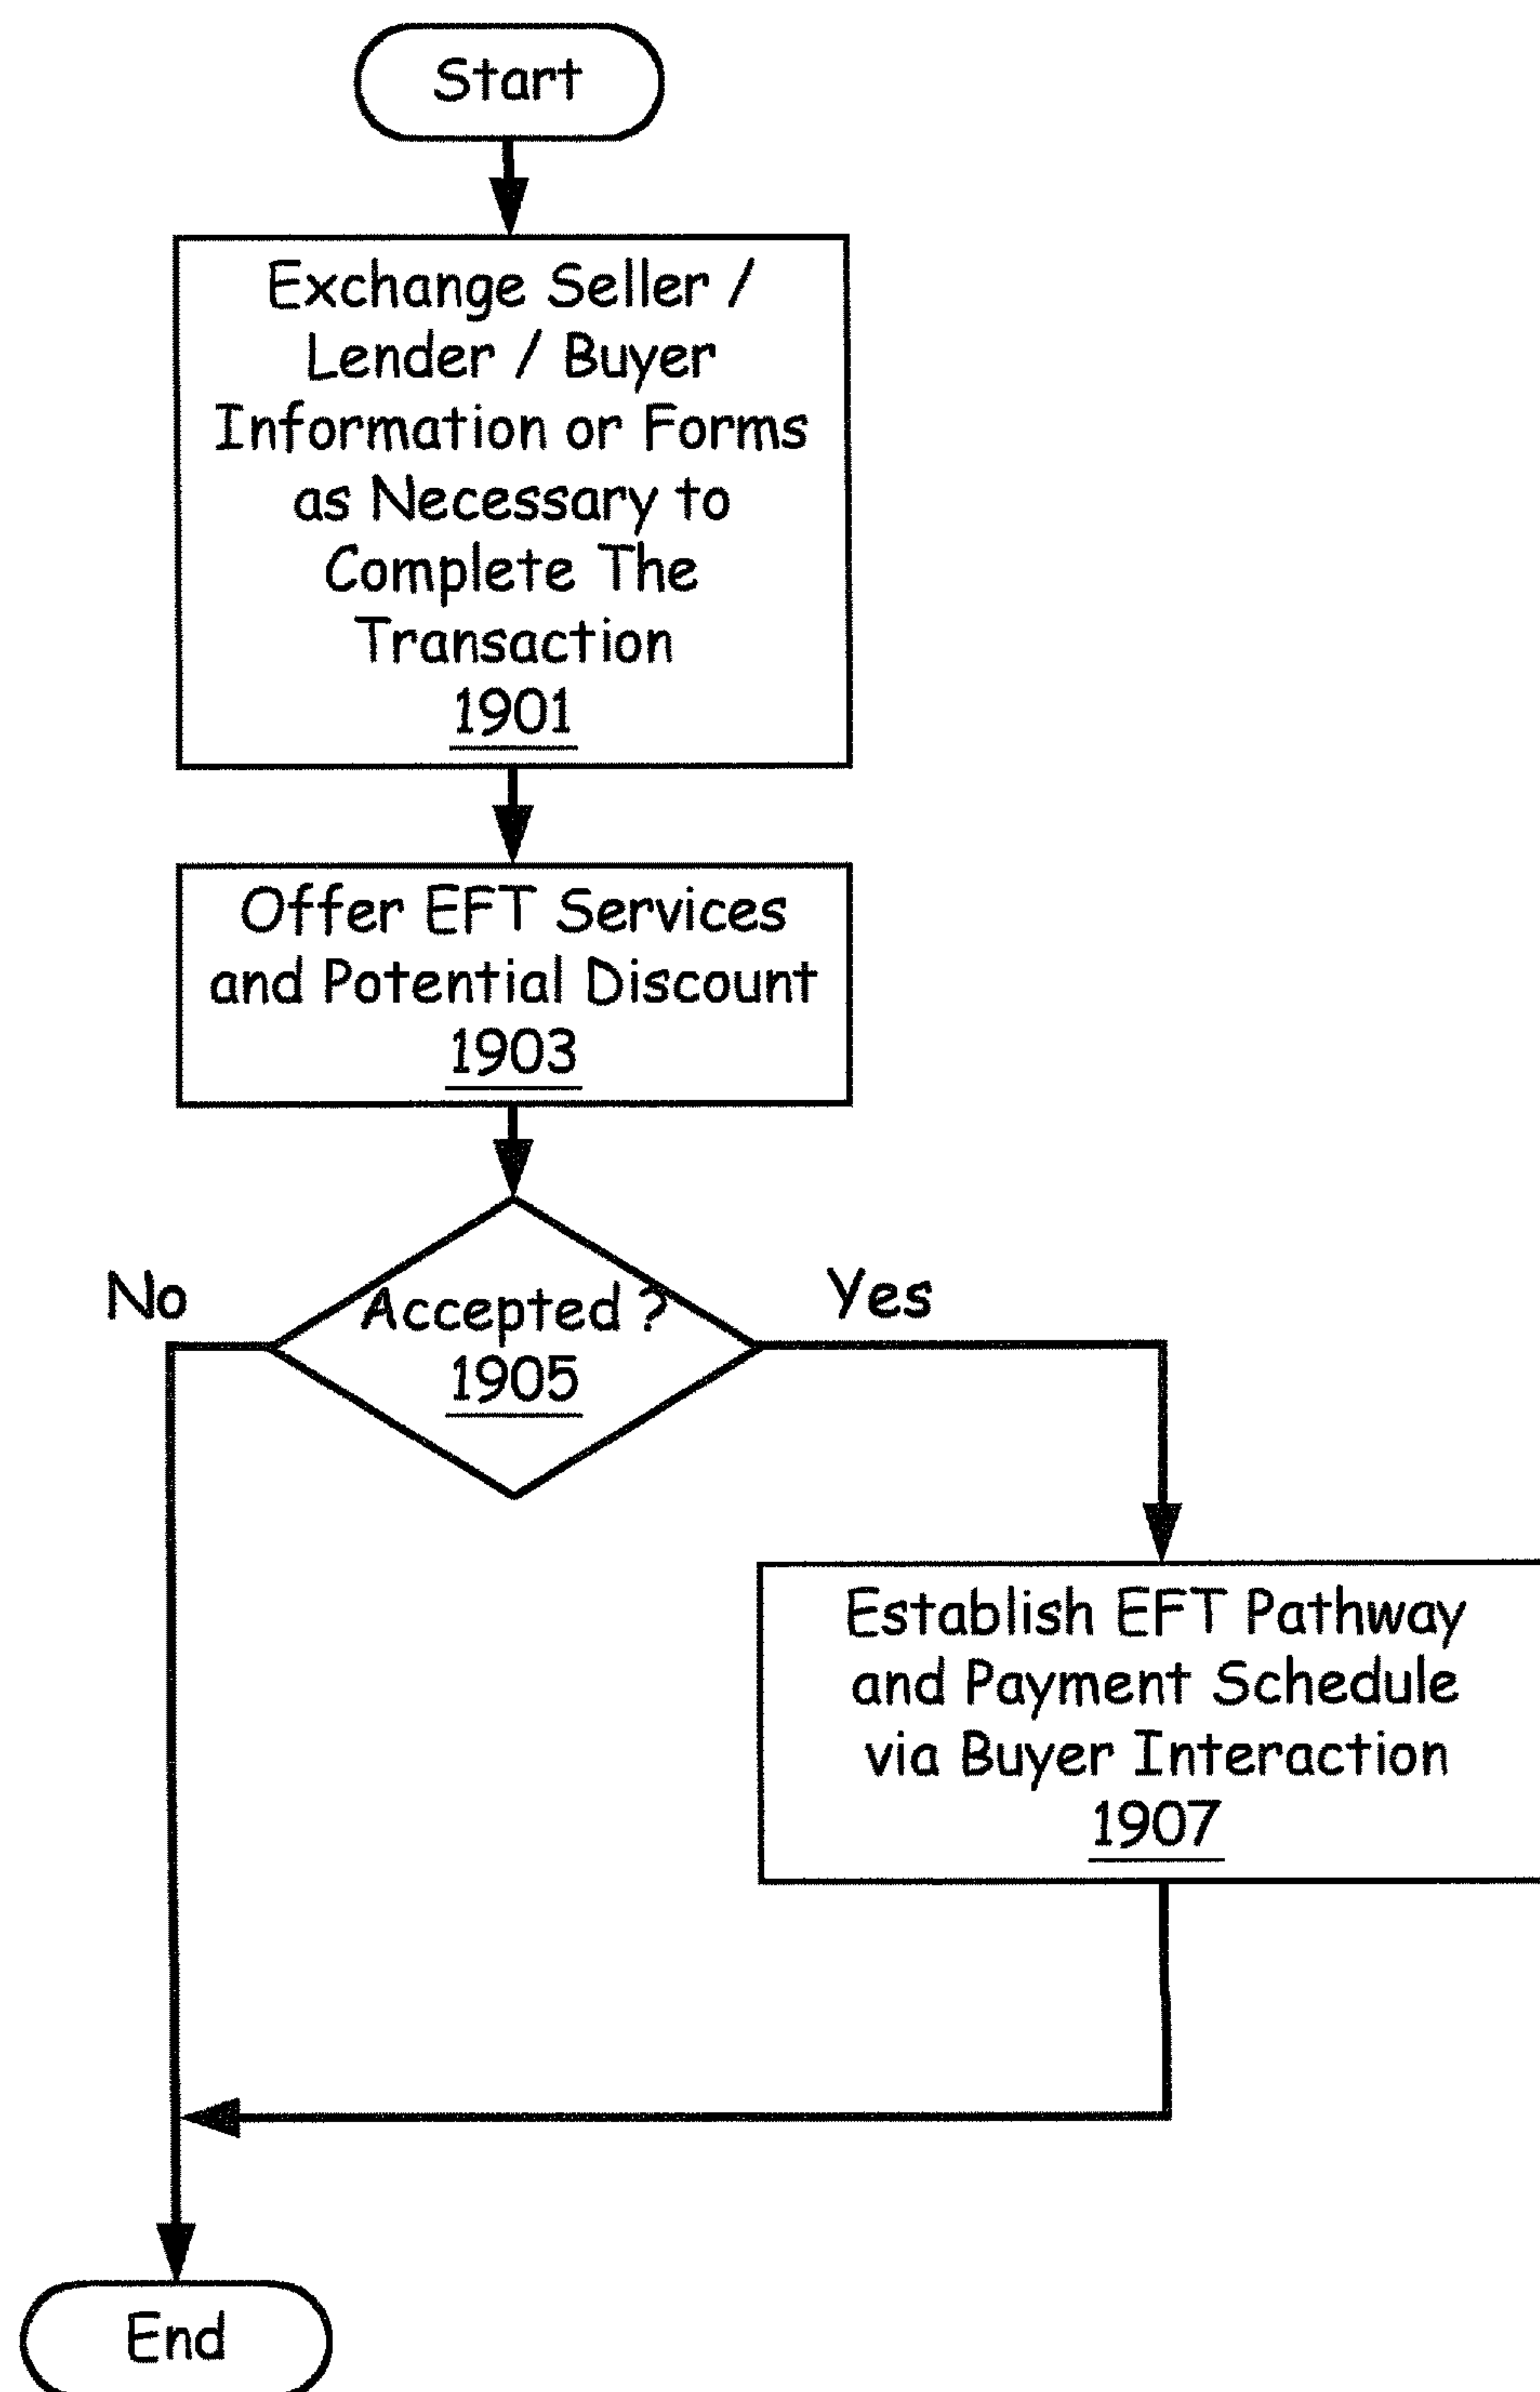 Start
Exchange Seller /
Lender / Buyer
Information or Forms
as Necessary to
Complete The
Transaction
1901
Offer EFT Services
and Potential Discount
1903
No
Accepted ?
Yes
1905
Establish EFT Pathway
and Payment Schedule
via Buyer Interaction
1907
End